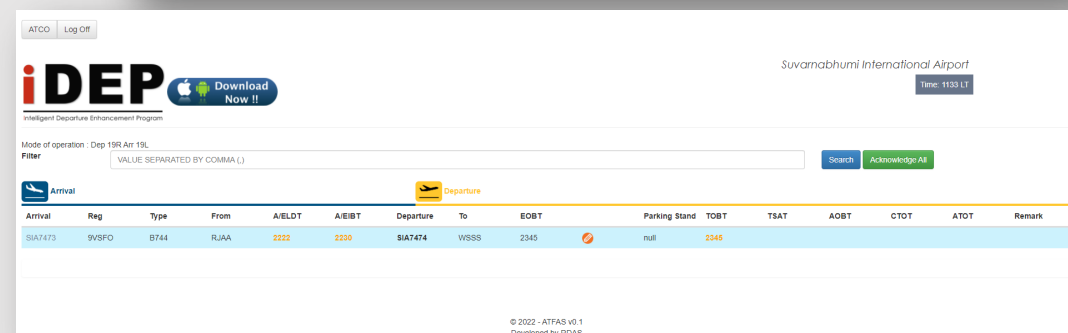 ATCO Log Off
iDEP
Intelligent Departure Enhancement Program
Download
Now !!
Suvarnabhumi International Airport
Time: 1133 LT
Mode of operation : Dep 19R Arr 19L
Filter VALUE SEPARATED BY COMMA (,) Search Acknowledge All
Arrival Departure
Arrival Reg Type From A/ELDT A/EIBT Departure To EOBT Parking Stand TOBT TSAT AOBT CTOT ATOT Remark
SIA7473 9VSFO B744 RJAA 2222 2230 SIA7474 WSSS 2345 null 2345
© 2022 - ATFAS v0.1
Developed by RDAS